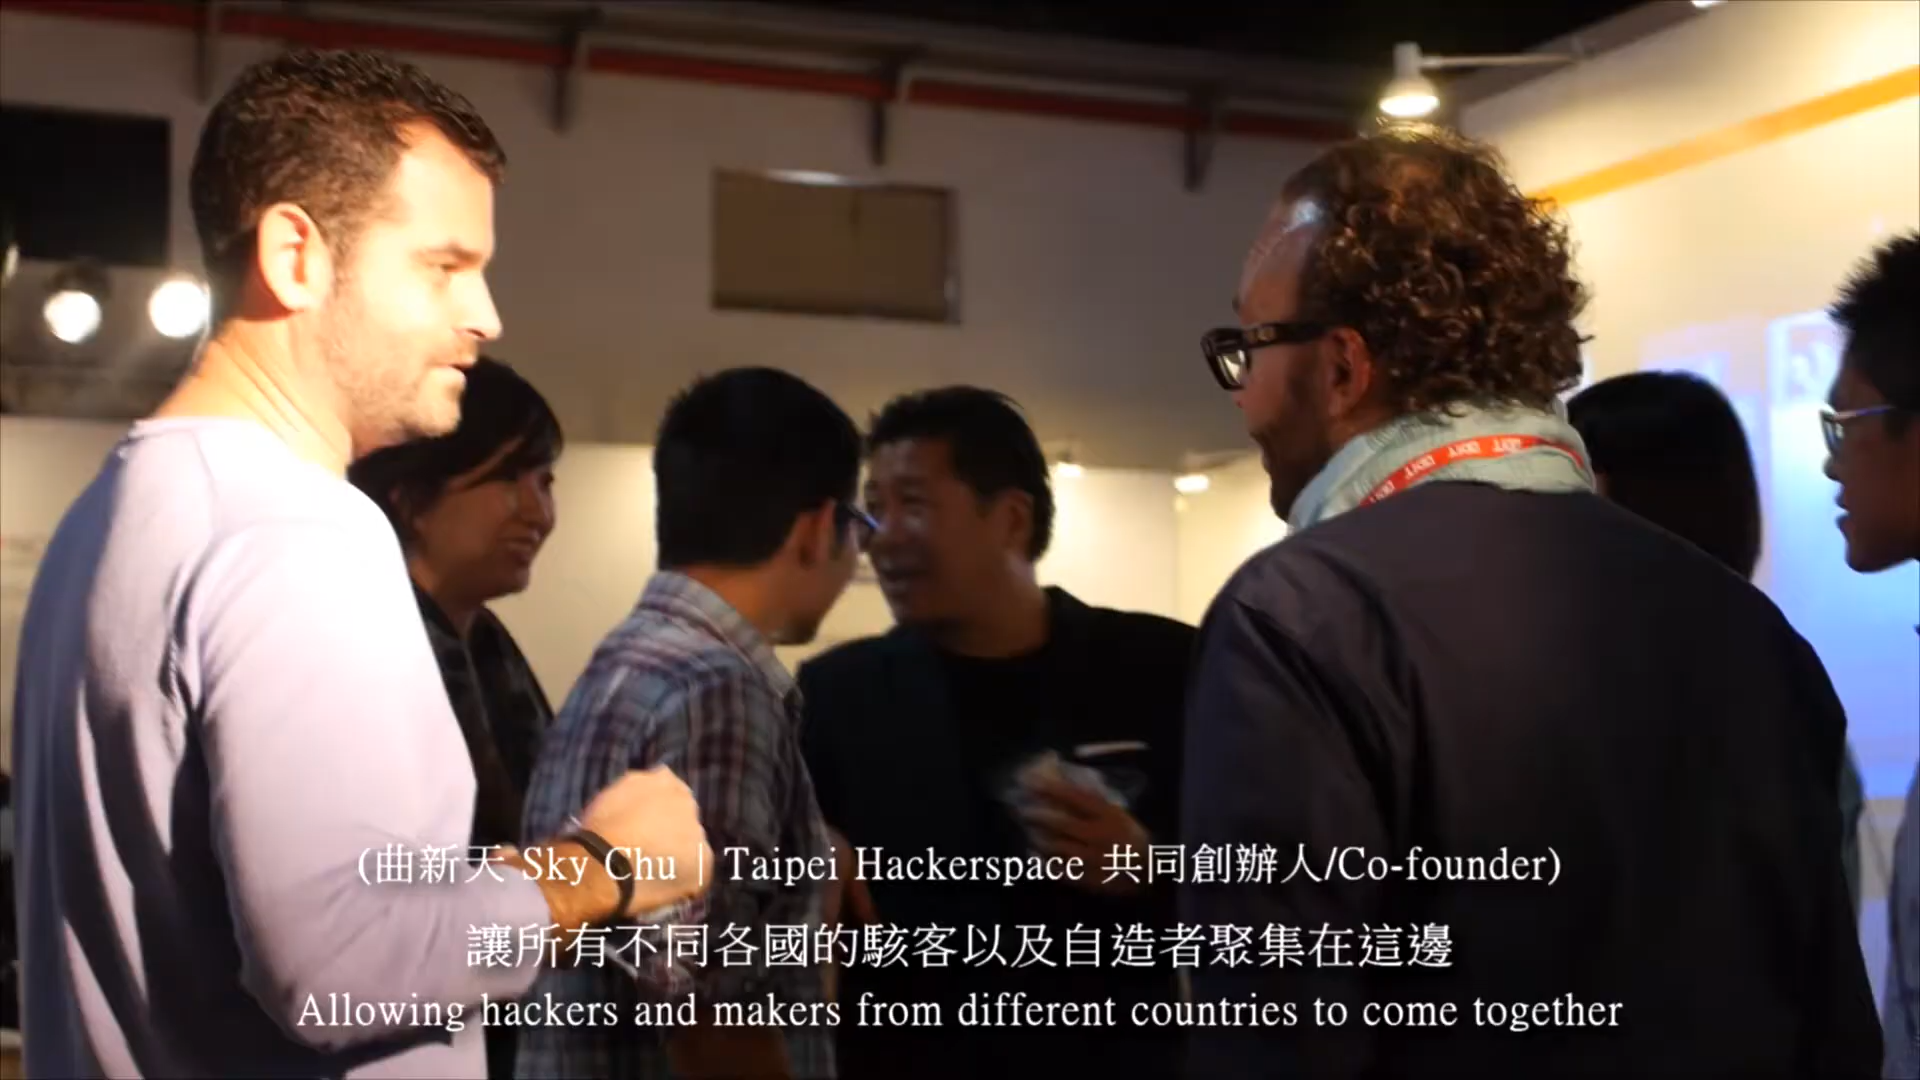 (曲新天 Sky Chu | Taipei Hackerspace 共同創辦人/Co-founder)
讓所有不同各國的駭客以及自造者聚集在這邊
Allowing hackers and makers from different countries to come together